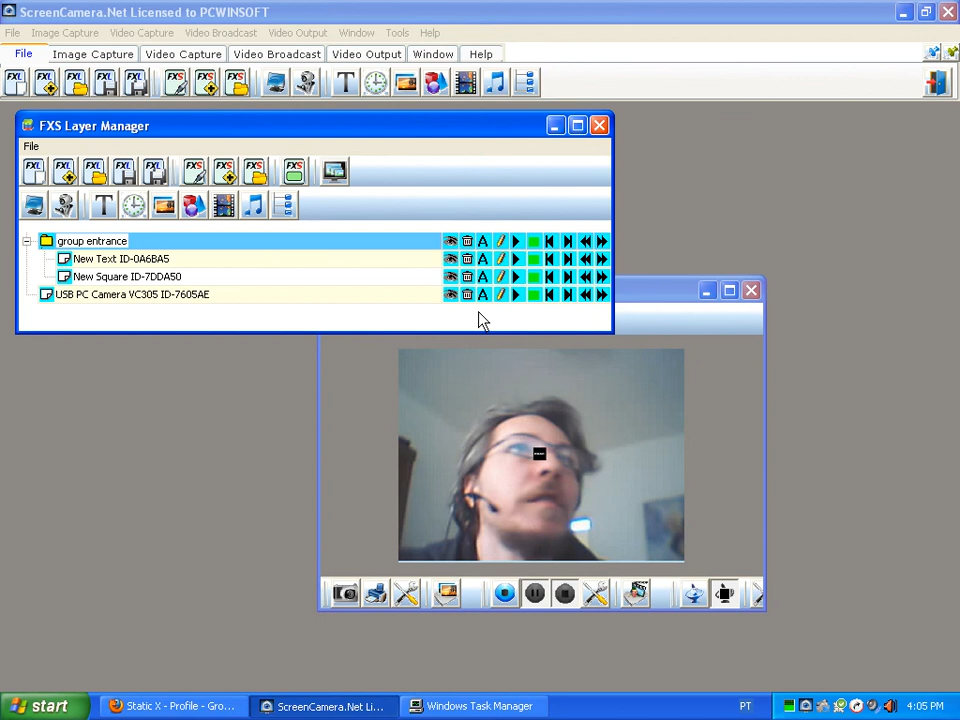 ScreenCamera.Net Licensed to PCWINSOFT
File Image Capture Video Capture Video Broadcast Video Output Window Tools Help
File Image Capture Video Capture Video Broadcast Video Output Window Help
FXL FXL FXL FXS FXS FXS T
FXS Layer Manager
File
FXL FXL FXL FXL FXL FXS FXS FXS FXS
T
group entrance A
New Text ID-0A6BA5 A
New Square ID-7DDA50 A
USB PC Camera VC305 ID-7605AE A
start Static X - Profile - Gro... ScreenCamera.Net Li... Windows Task Manager PT 4:05 PM